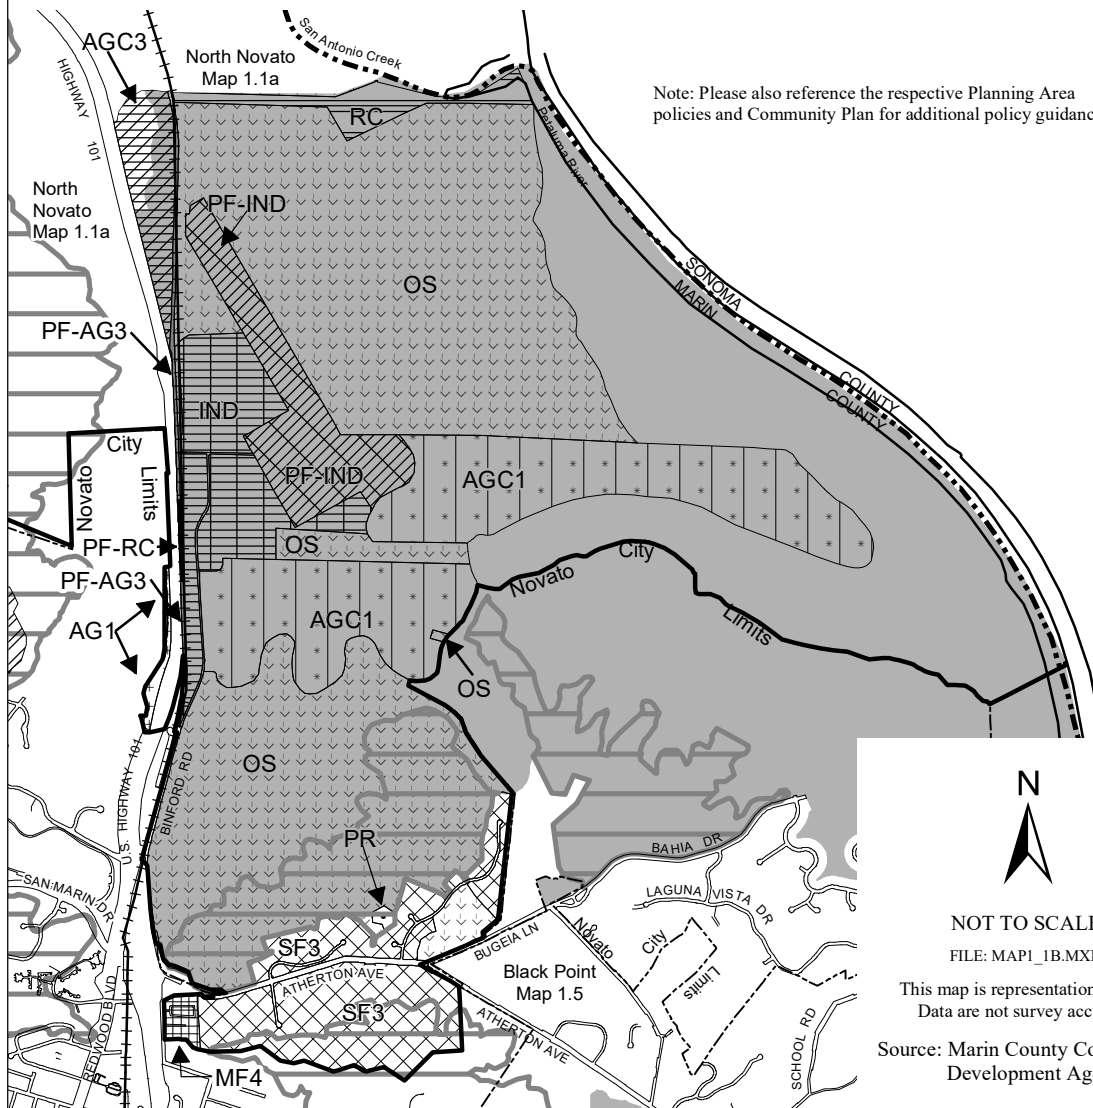 AGC3
North Novato
Map 1.1a
San Antonio Creek
Note: Please also reference the respective Planning Area
policies and Community Plan for additional policy guidanc
HIGHWAY 101
RC
Petaluma River
North
Novato
Map 1.1a
PF-IND
OS
SONOMA COUNTY
MARIN COUNTY
PF-AG3
IND
City
Novato
Limits
PF-IND
AGC1
PF-RC
OS
Novato City Limits
PF-AG3
AG1
AGC1
OS
OS
U.S. HIGHWAY 101
BINFORD RD
N
PR
BAHIA DR
SAN MARIN DR
LAGUNA VISTA DR
NOT TO SCALE
FILE: MAP1_1B.MX
SF3
BUGEIA LN
Novato City Limits
Black Point
Map 1.5
This map is representation
Data are not survey acc
ATHERTON AVE
SF3
ATHERTON AVE
REDWOOD BLVD
SCHOOL RD
Source: Marin County Co
Development Ag
MF4